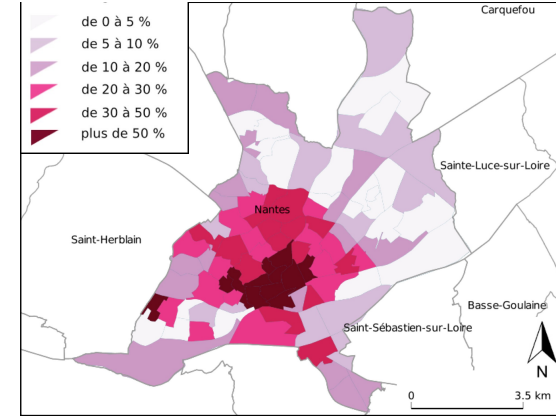 de 0 à 5 %
de 5 à 10 %
de 10 à 20 %
de 20 à 30 %
de 30 à 50 %
plus de 50 %
Carquefou
Sainte-Luce-sur-Loire
Nantes
Saint-Herblain
Basse-Goulaine
Saint-Sébastien-sur-Loire
N
0 3.5 km